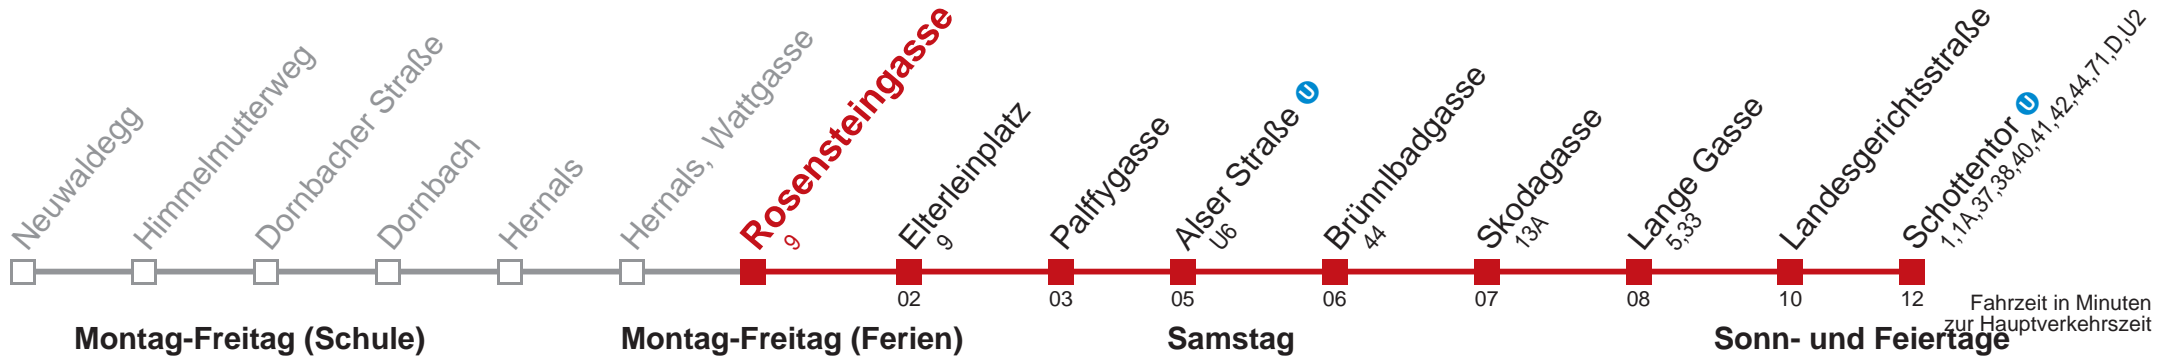 Neuwaldegg
Himmelmutterweg
Dornbacher Straße
Dornbach
Hernals
Hernals, Wattgasse
Rosensteingasse
9
Elterleinplatz
9
Palffygasse
Alser Straße U
U6
Brünnlbadgasse
44
Skodagasse
13A
Lange Gasse
5,33
Landesgerichtsstraße
Schottentor U
1,1A,37,38,40,41,42,44,71,D,U2
02 03 05 06 07 08 10 12
Fahrzeit in Minuten
zur Hauptverkehrszeit
Montag-Freitag (Schule) Montag-Freitag (Ferien) Samstag Sonn- und Feiertage